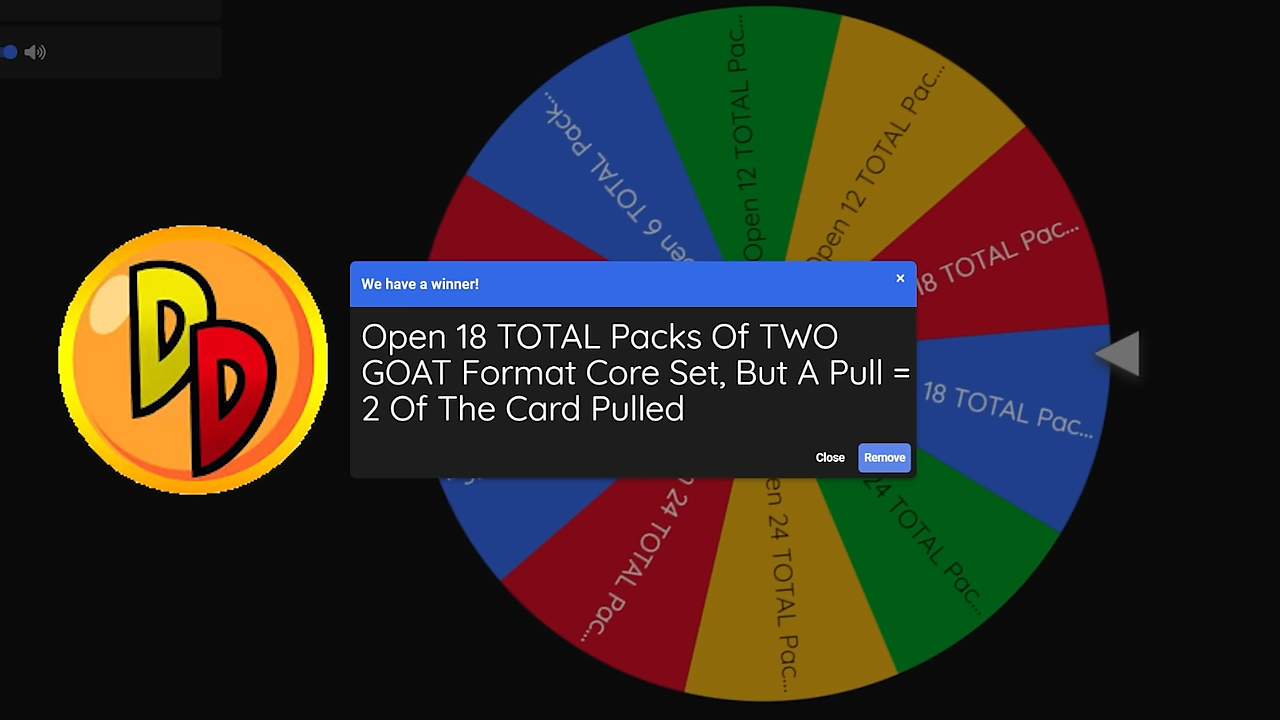 Open 12 TOTAL Pac...
Open 12 TOTAL Pac...
18 TOTAL Pac...
18 TOTAL Pac...
24 TOTAL Pac...
en 24 TOTAL Pac...
24 TOTAL Pac...
en 6 TOTAL Pack...
We have a winner!
×
Open 18 TOTAL Packs Of TWO
GOAT Format Core Set, But A Pull =
2 Of The Card Pulled
Close
Remove
DD